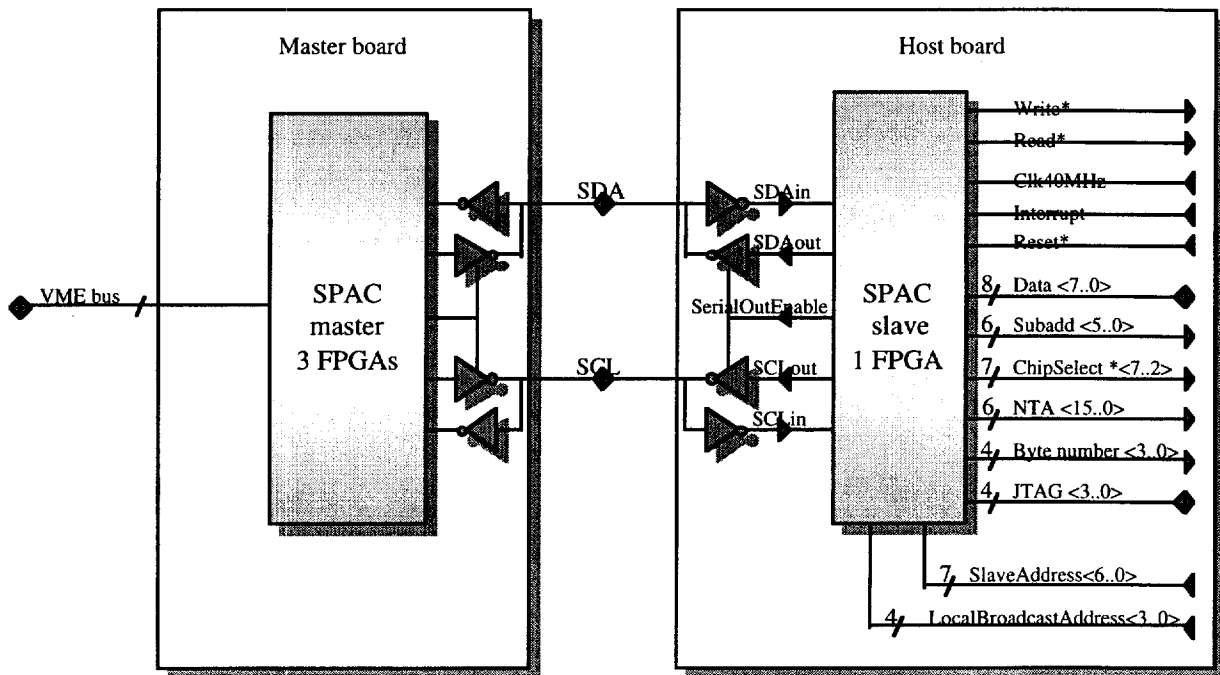 Master board
Host board
VME bus
SPAC
master
3 FPGAs
SDA
SCL
SDAin
SDAout
SerialOutEnable
SCLout
SCLin
SPAC
slave
1 FPGA
Write*
Read*
Clk40MHz
Interrupt
Reset*
8 Data <7..0>
6 Subadd <5..0>
7 ChipSelect *<7..2>
6 NTA <15..0>
4 Byte number <3..0>
4 JTAG <3..0>
7 SlaveAddress<6..0>
4 LocalBroadcastAddress<3..0>